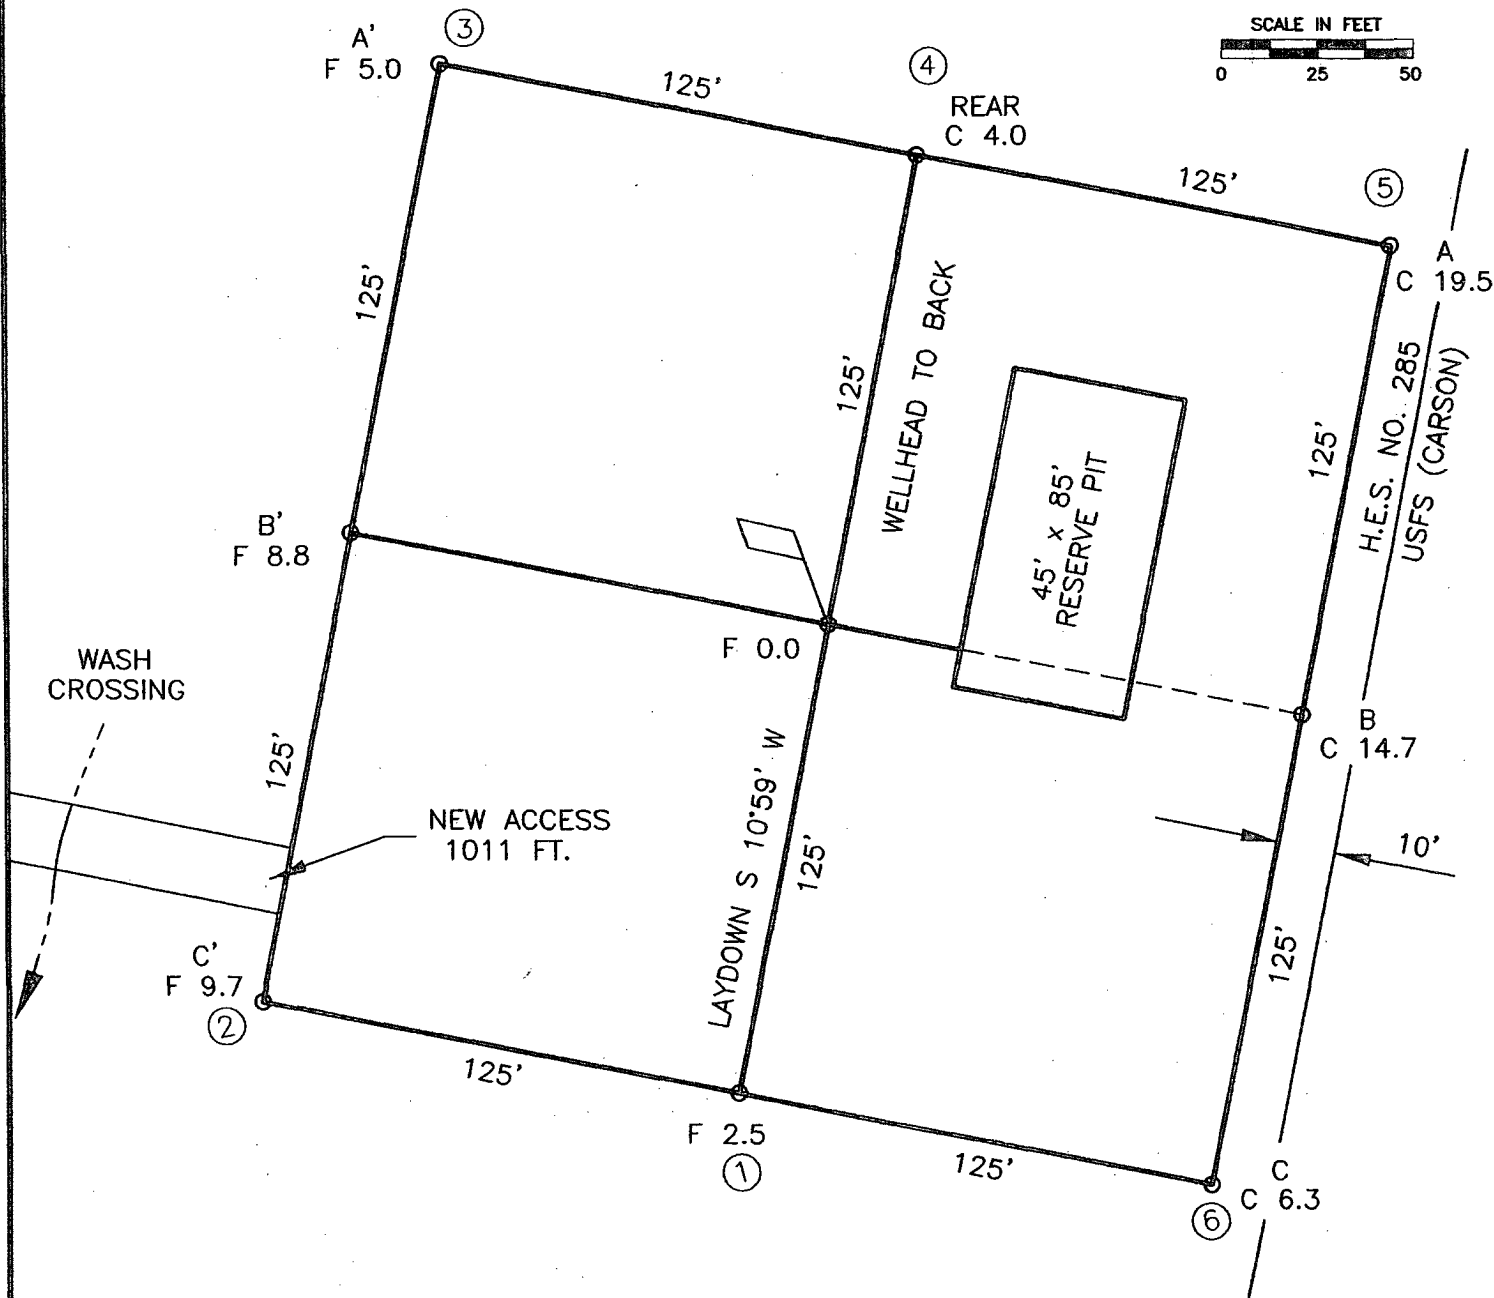 SCALE IN FEET
0 25 50
A'
F 5.0
3
125'
4
REAR
C 4.0
125'
5
A
C 19.5
125'
125'
WELLHEAD TO BACK
45' x 85'
RESERVE PIT
125'
H.E.S. NO. 285
USFS (CARSON)
B'
F 8.8
F 0.0
WASH
CROSSING
B
C 14.7
125'
NEW ACCESS
1011 FT.
LAYDOWN S 10°59' W
125'
10'
125'
C'
F 9.7
2
125'
F 2.5
1
125'
C
C 6.3
6